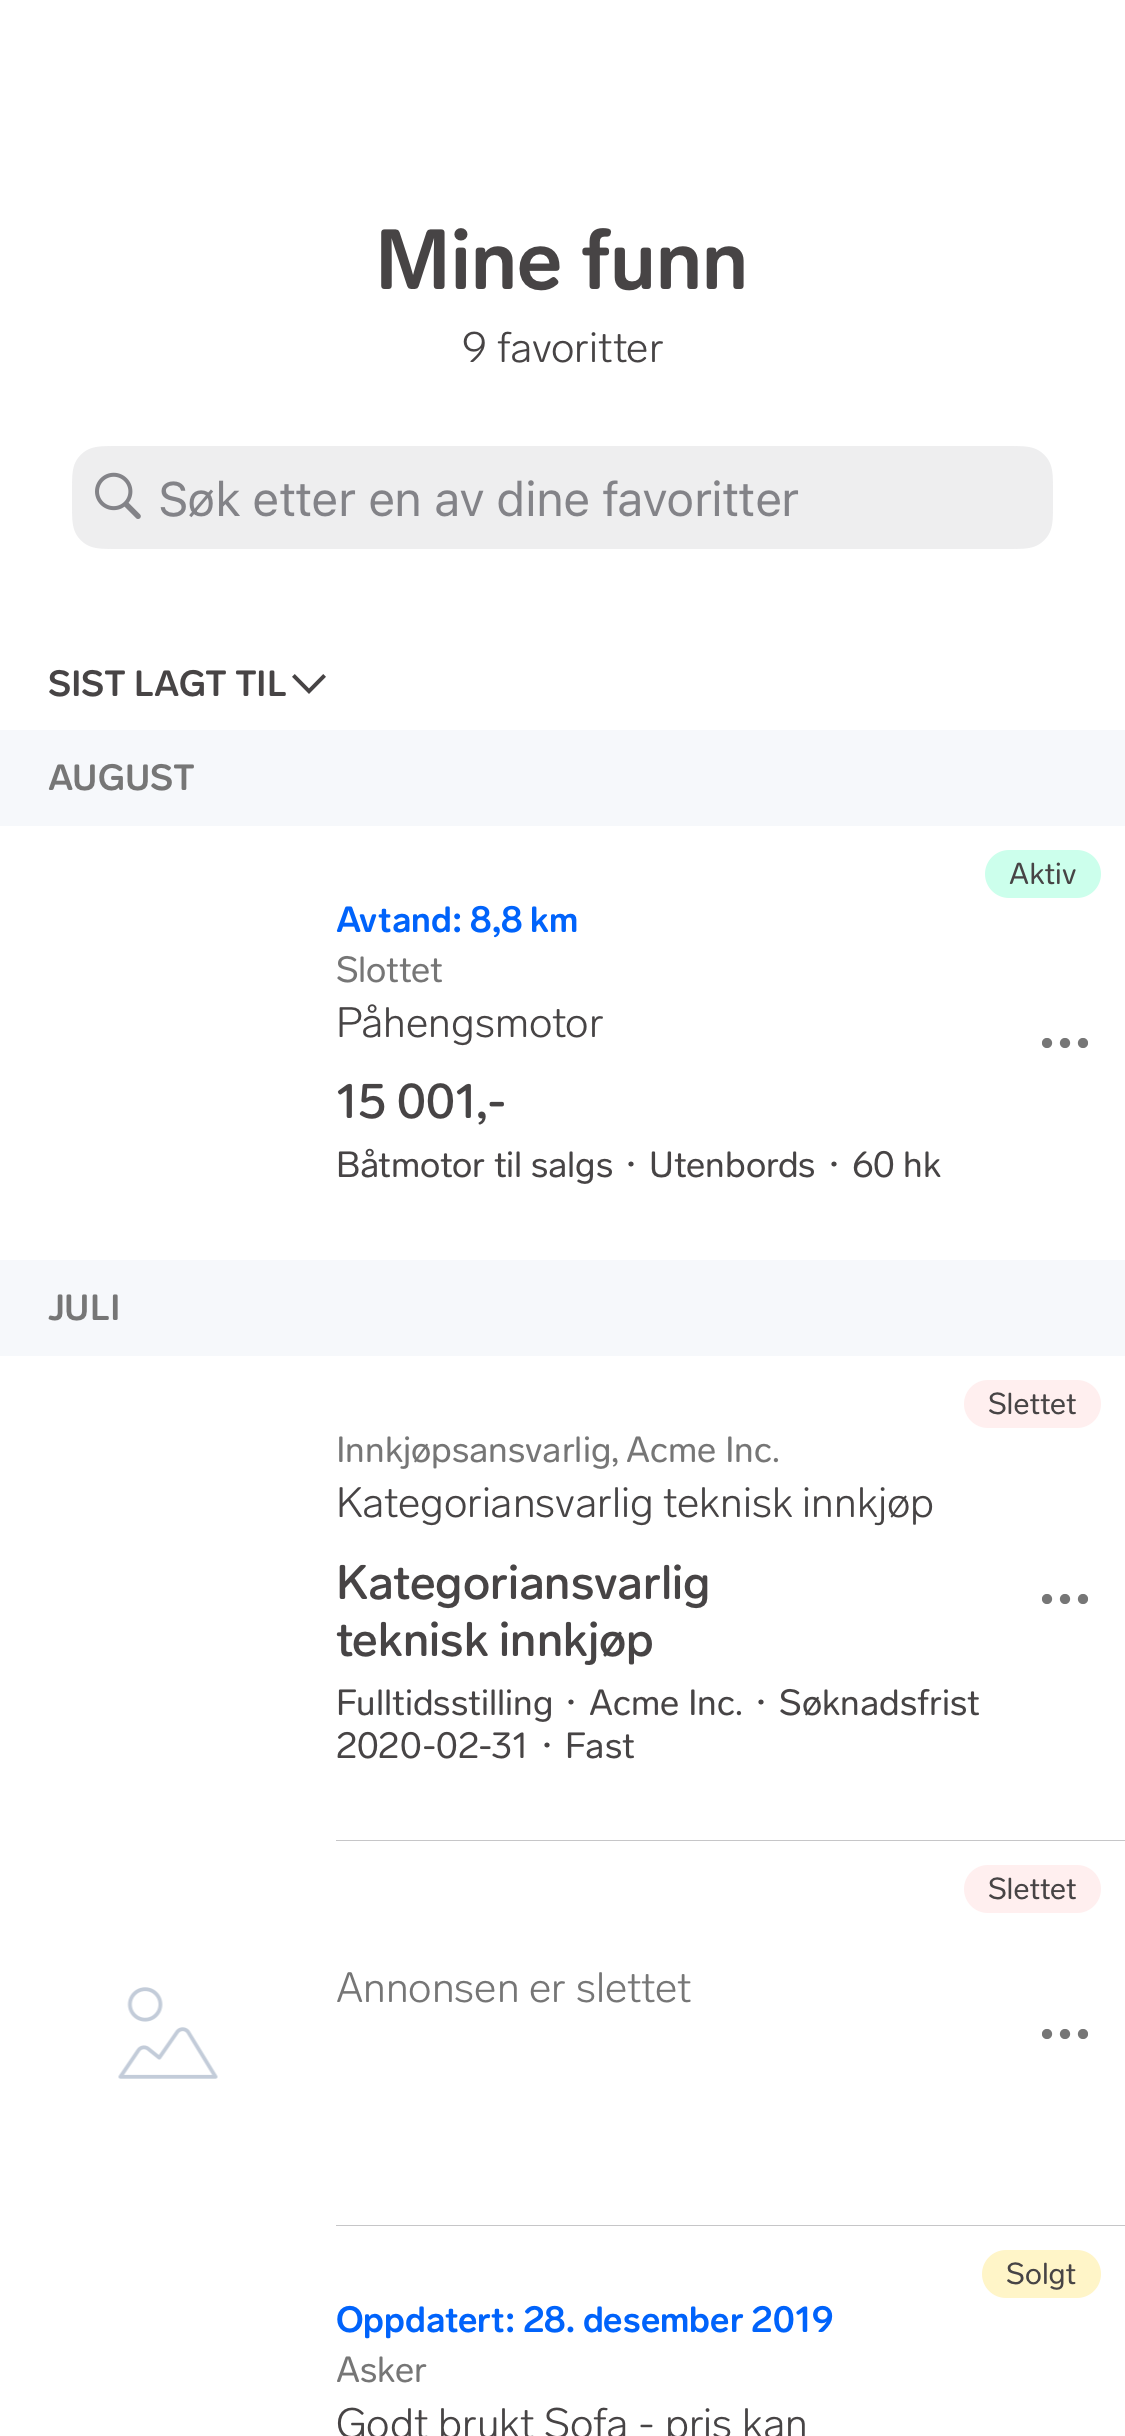 Mine funn
9 favoritter
Søk etter en av dine favoritter
SIST LAGT TIL
AUGUST
Aktiv
Avtand: 8,8 km
Slottet
Påhengsmotor
15 001,-
Båtmotor til salgs · Utenbords · 60 hk
JULI
Slettet
Innkjøpsansvarlig, Acme Inc.
Kategoriansvarlig teknisk innkjøp
Kategoriansvarlig
teknisk innkjøp
Fulltidsstilling · Acme Inc. · Søknadsfrist
2020-02-31 · Fast
Slettet
Annonsen er slettet
Solgt
Oppdatert: 28. desember 2019
Asker
Godt brukt Sofa - pris kan